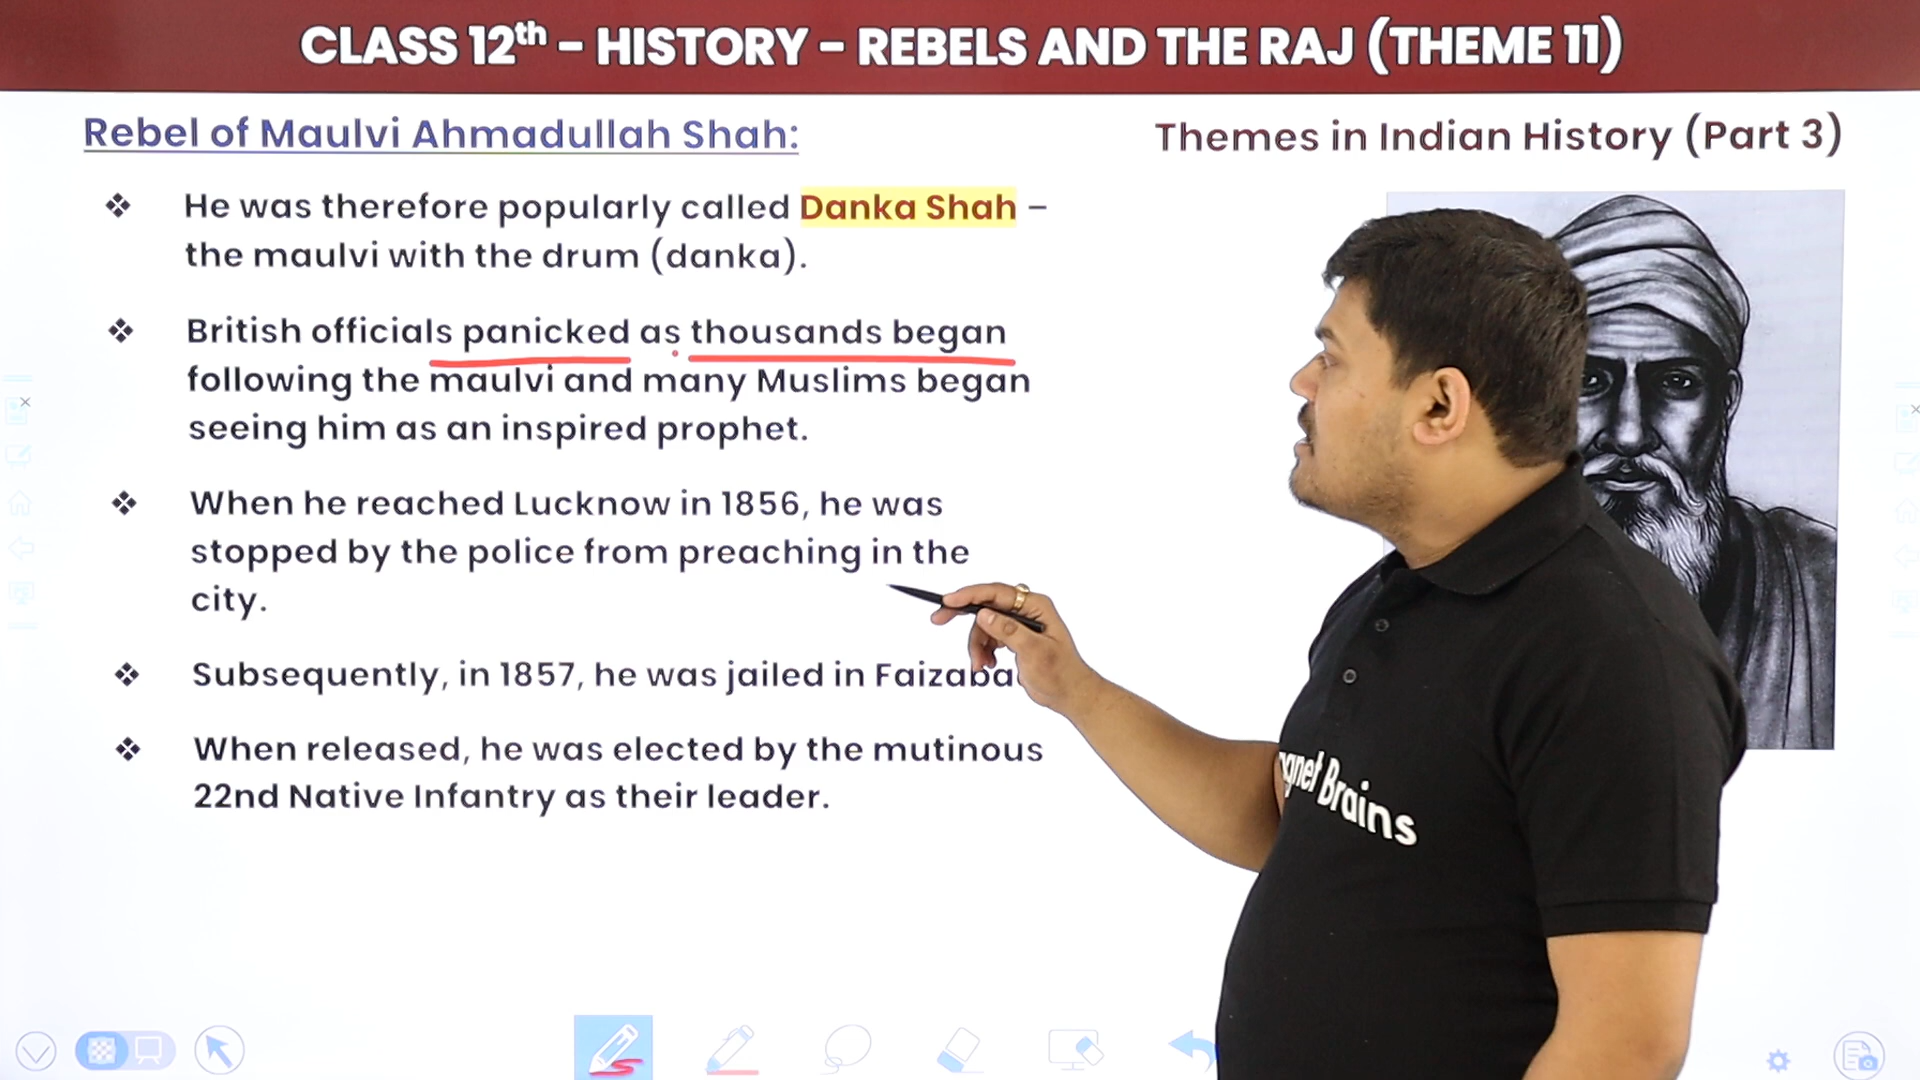 CLASS 12th – HISTORY – REBELS AND THE RAJ (THEME 11)
Rebel of Maulvi Ahmadullah Shah:
Themes in Indian History (Part 3)
❖ He was therefore popularly called Danka Shah –
the maulvi with the drum (danka).
❖ British officials panicked as thousands began
following the maulvi and many Muslims began
seeing him as an inspired prophet.
❖ When he reached Lucknow in 1856, he was
stopped by the police from preaching in the
city.
❖ Subsequently, in 1857, he was jailed in
❖ When released, he was elected by the mutinous
22nd Native Infantry as their leader.
Brains